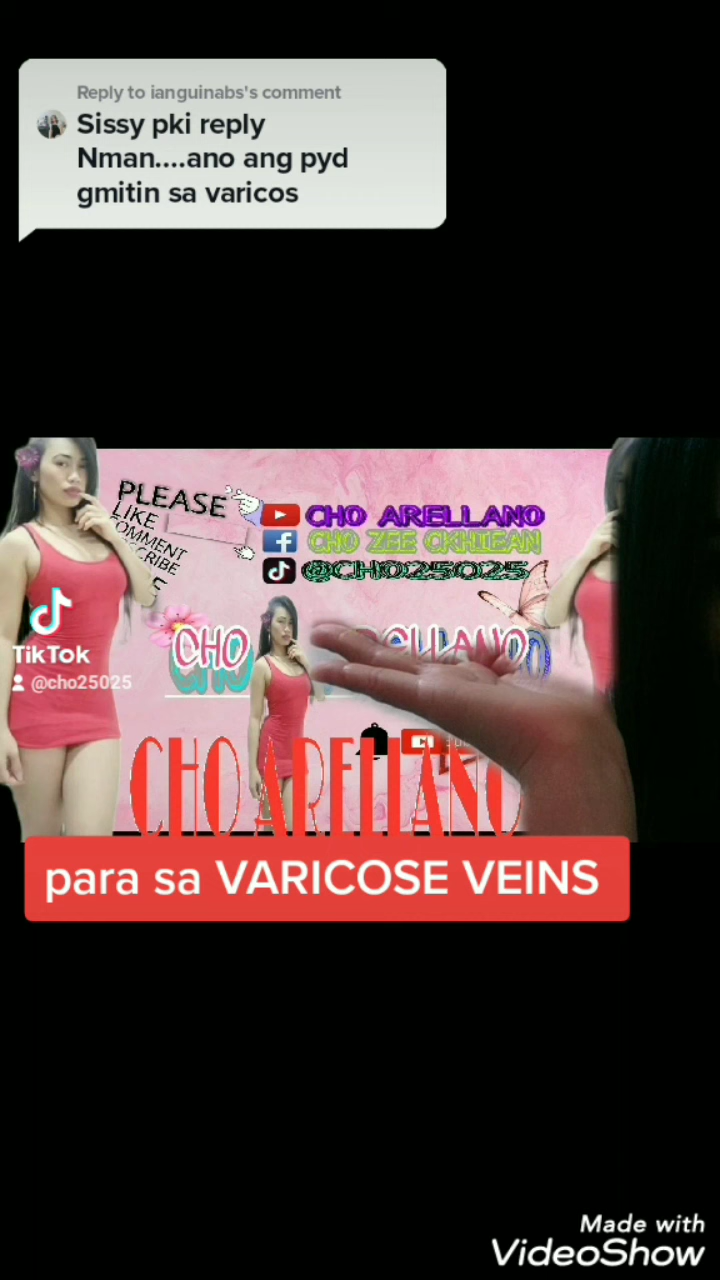 Reply to ianguinabs's comment
Sissy pki reply
Nman....ano ang pyd
gmitin sa varicos
PLEASE
LIKE
COMMENT
CHO ARELLANO
CHO ZEE CKHIEAN
@CHO25025
CHO
TikTok
@cho25025
CHO ARELLANO
para sa VARICOSE VEINS
Made with
VideoShow